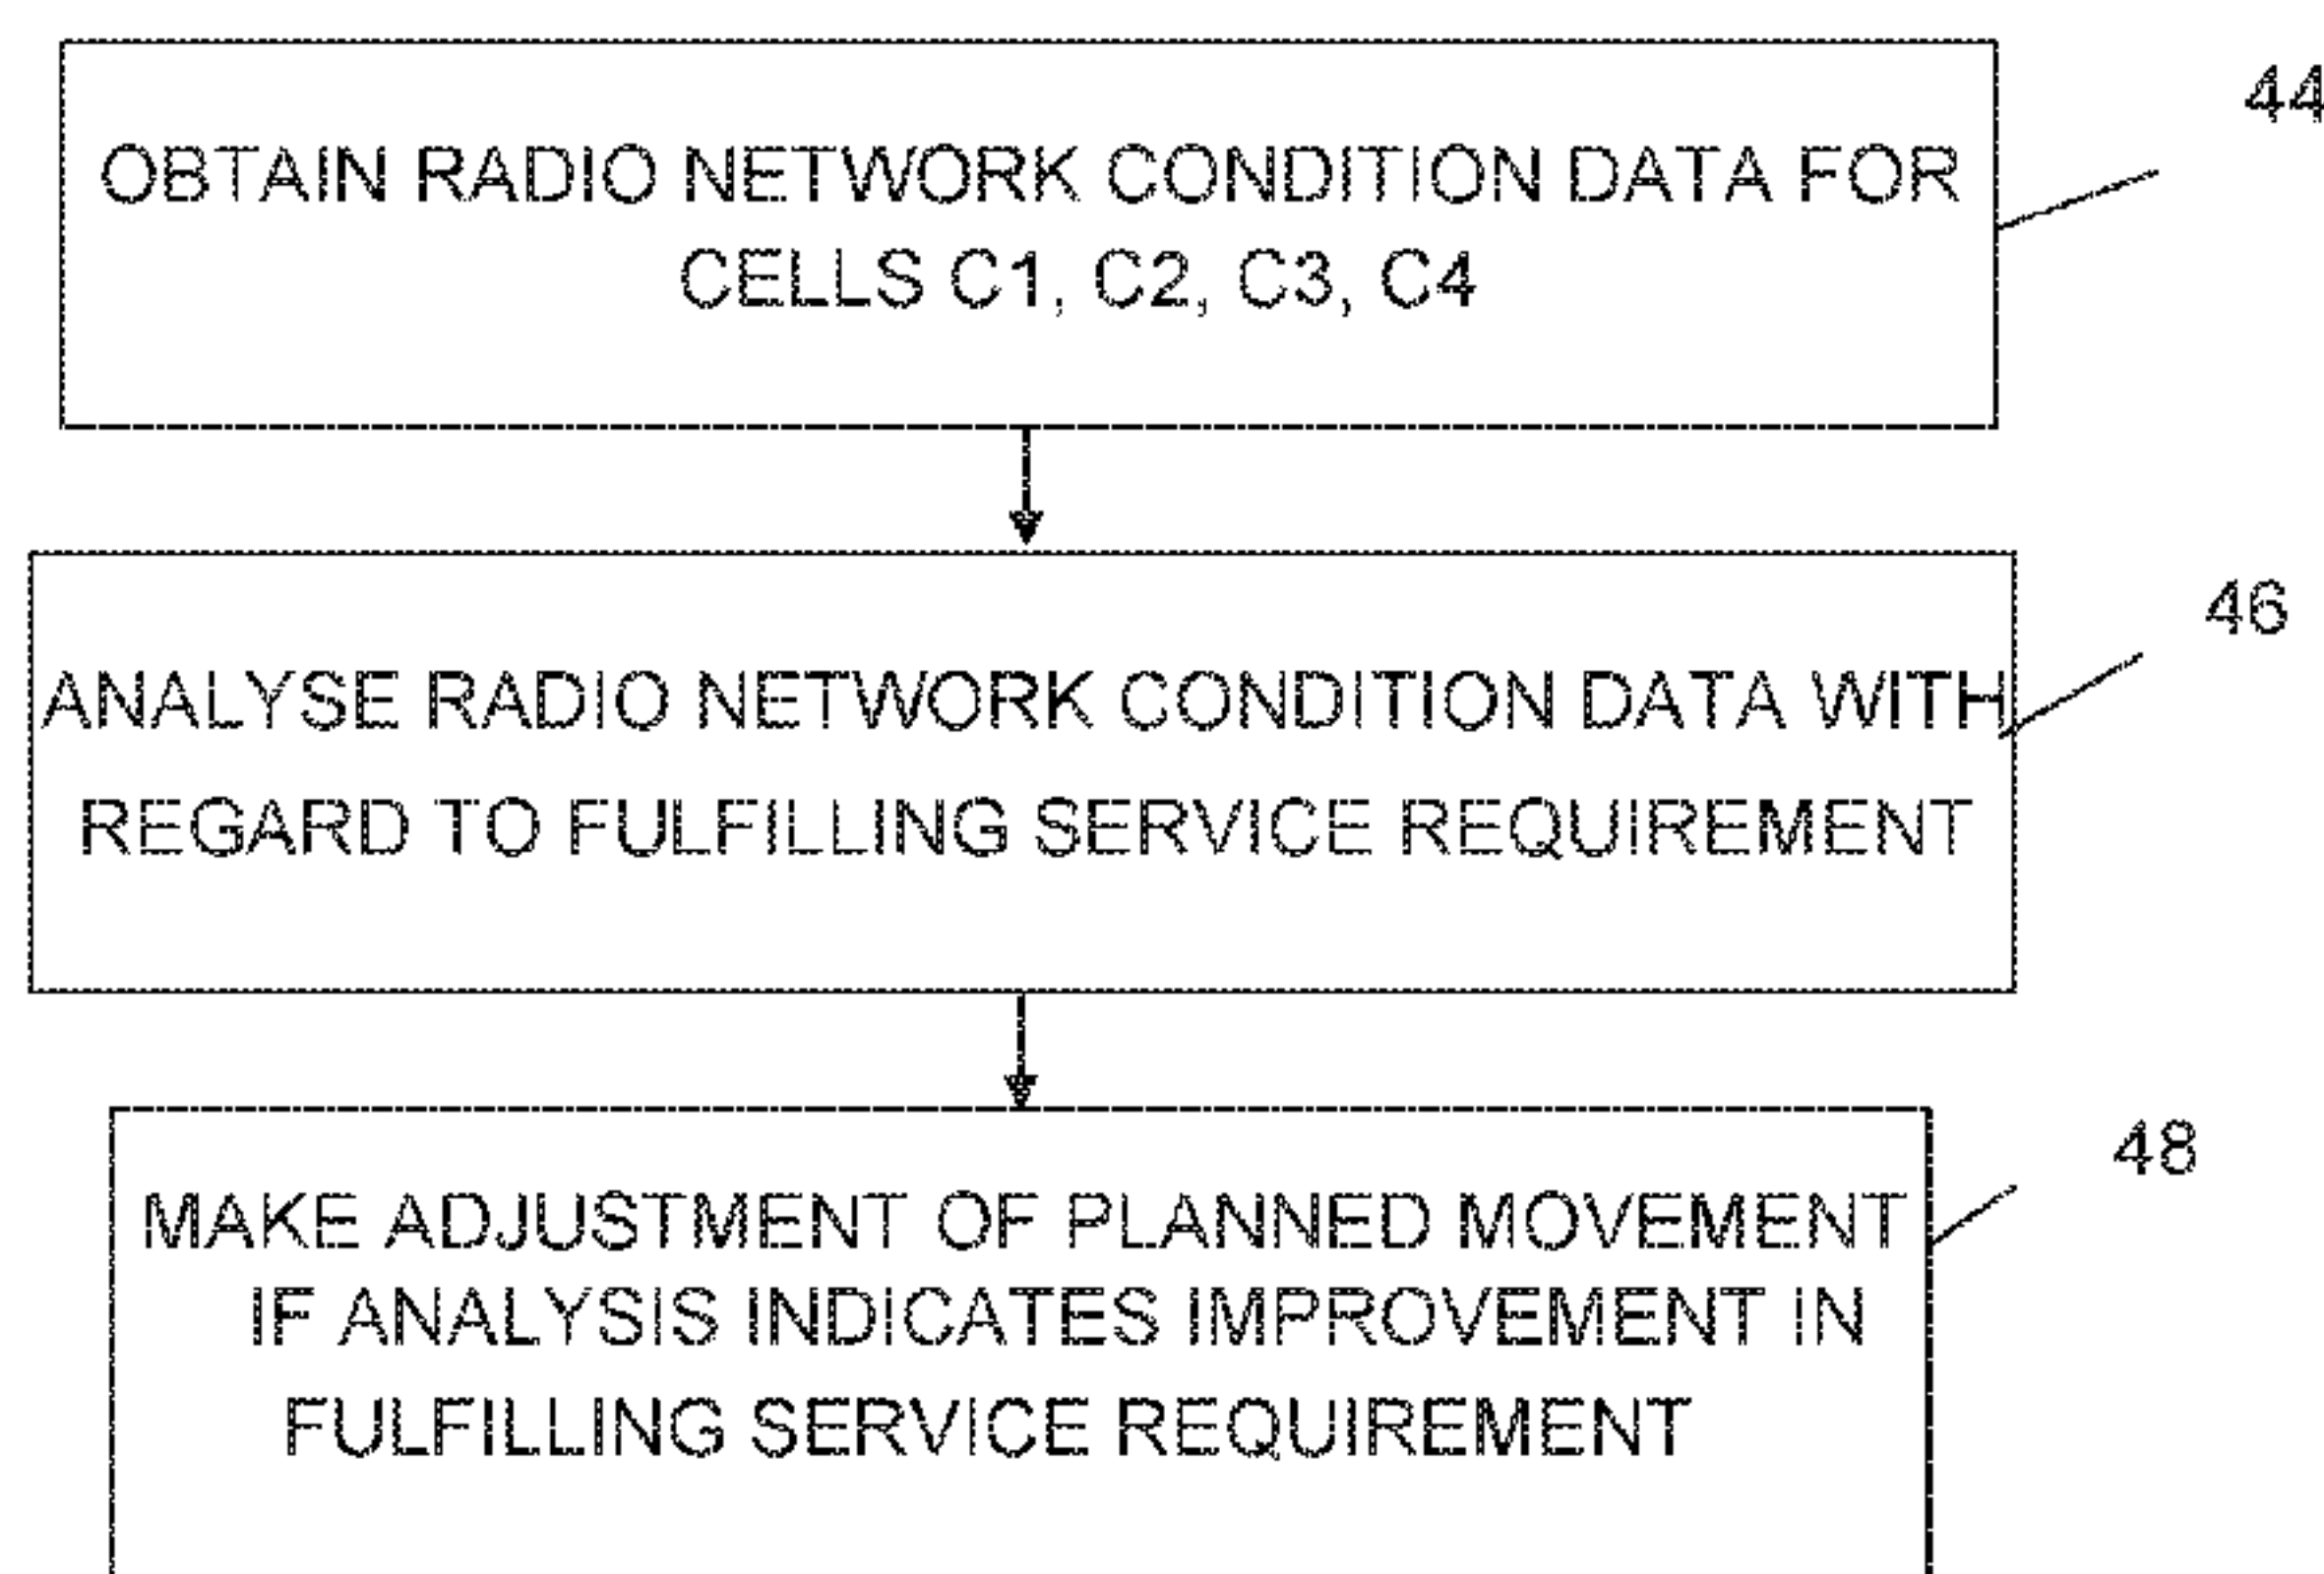 44
OBTAIN RADIO NETWORK CONDITION DATA FOR
CELLS C1, C2, C3, C4
46
ANALYSE RADIO NETWORK CONDITION DATA WITH
REGARD TO FULFILLING SERVICE REQUIREMENT
48
MAKE ADJUSTMENT OF PLANNED MOVEMENT
IF ANALYSIS INDICATES IMPROVEMENT IN
FULFILLING SERVICE REQUIREMENT